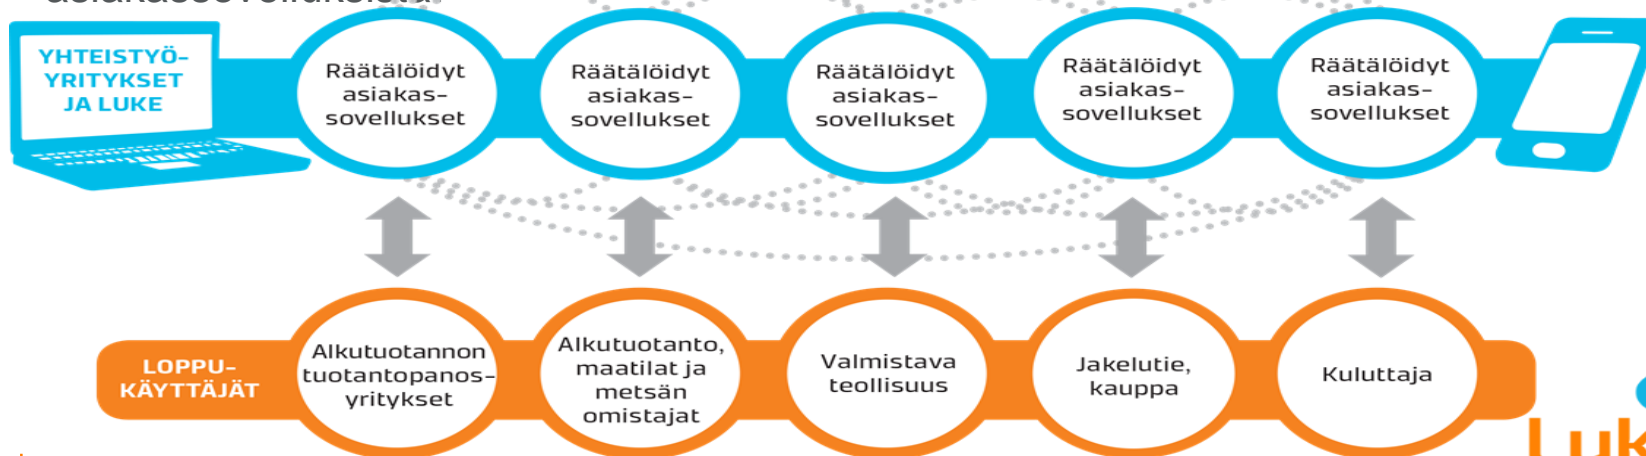 YHTEISTYÖ-
YRITYKSET
JA LUKE
Räätälöidyt
asiakas-
sovellukset
Räätälöidyt
asiakas-
sovellukset
Räätälöidyt
asiakas-
sovellukset
Räätälöidyt
asiakas-
sovellukset
Räätälöidyt
asiakas-
sovellukset
LOPPU-
KÄYTTÄJÄT
Alkutuotannon
tuotantopanos-
yritykset
Alkutuotanto,
maatilat ja
metsän
omistajat
Valmistava
teollisuus
Jakelutie,
kauppa
Kuluttaja